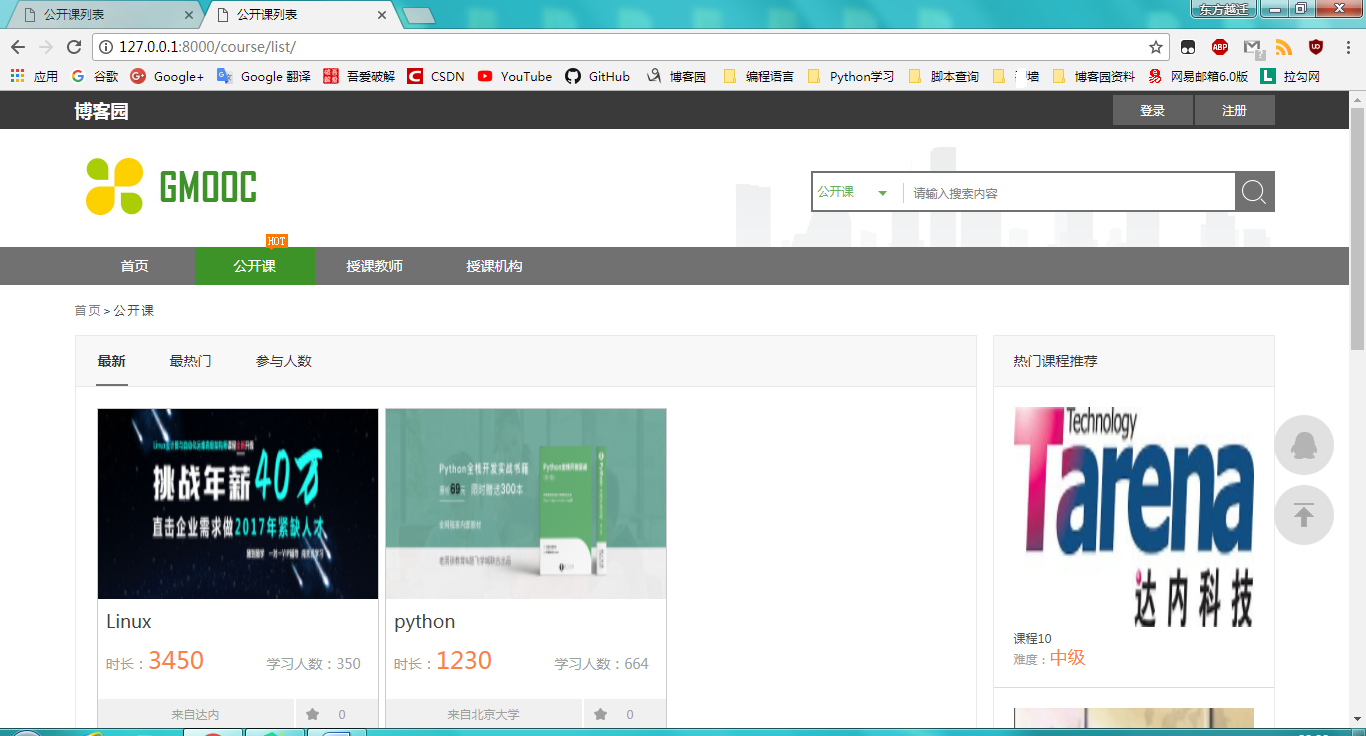 公开课列表
公开课列表
东方越迁
127.0.0.1:8000/course/list/
应用 谷歌 Google+ Google 翻译 吾爱破解 CSDN YouTube GitHub 博客园 编程语言 Python学习 脚本查询 墙 博客园资料 网易邮箱6.0版 拉勾网
博客园
登录 注册
GMOOC
公开课 请输入搜索内容
HOT
首页 公开课 授课教师 授课机构
首页 > 公开课
最新 最热门 参与人数
热门课程推荐
挑战年薪40万
直击企业需求做2017年紧缺人才
Python全栈开发实战书籍
原价69元 限时赠送300本
Technology
Tarena
达内科技
Linux
时长：3450 学习人数：350
来自达内 0
python
时长：1230 学习人数：664
来自北京大学 0
课程10
难度：中级